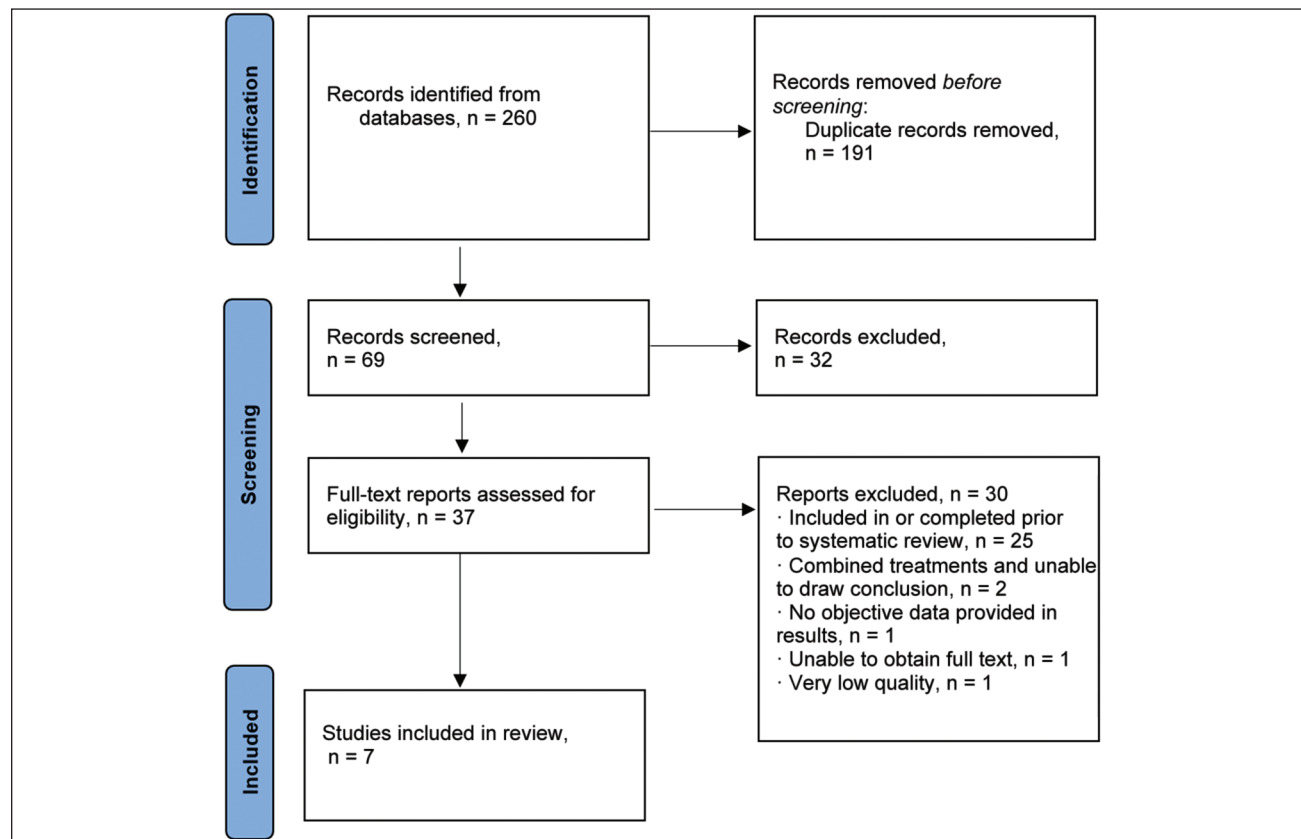 Identification
Records identified from
databases, n = 260
Records removed before
screening:
Duplicate records removed,
n = 191
Screening
Records screened,
n = 69
Records excluded,
n = 32
Full-text reports assessed for
eligibility, n = 37
Reports excluded, n = 30
· Included in or completed prior
to systematic review, n = 25
· Combined treatments and unable
to draw conclusion, n = 2
· No objective data provided in
results, n = 1
· Unable to obtain full text, n = 1
· Very low quality, n = 1
Included
Studies included in review,
n = 7